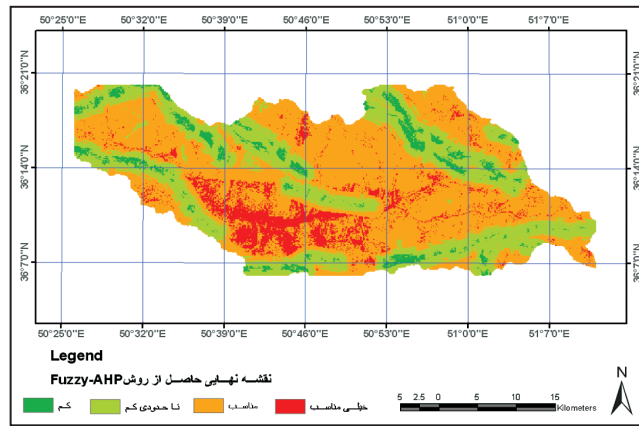 50°25'0"E 50°32'0"E 50°39'0"E 50°46'0"E 50°53'0"E 51°0'0"E 51°7'0"E
36°21'0"N 36°21'0"N
36°14'0"N 36°14'0"N
36°7'0"N 36°7'0"N
50°25'0"E 50°32'0"E 50°39'0"E 50°46'0"E 50°53'0"E 51°0'0"E 51°7'0"E
Legend
نقشه نهایی حاصل از روش Fuzzy-AHP
کم تا حدودی کم مناسب خیلی مناسب
5 2.5 0 5 10 15
Kilometers
N